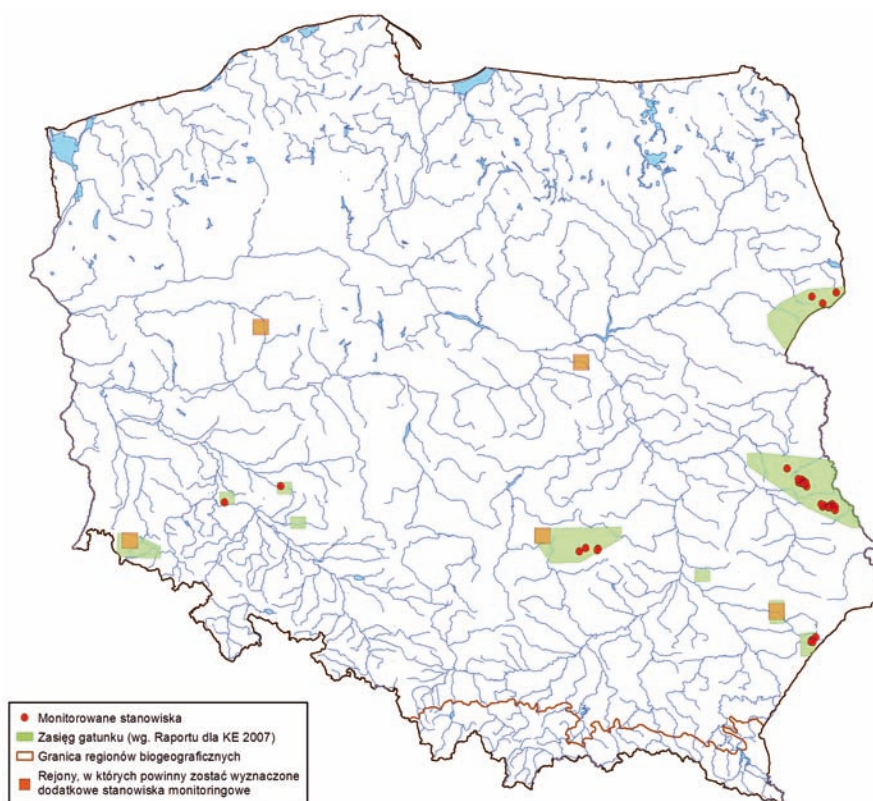 Monitorowane stanowiska
Zasięg gatunku (wg. Raportu dla KE 2007)
Granica regionów biogeograficznych
Rejony, w których powinny zostać wyznaczone
dodatkowe stanowiska monitoringowe